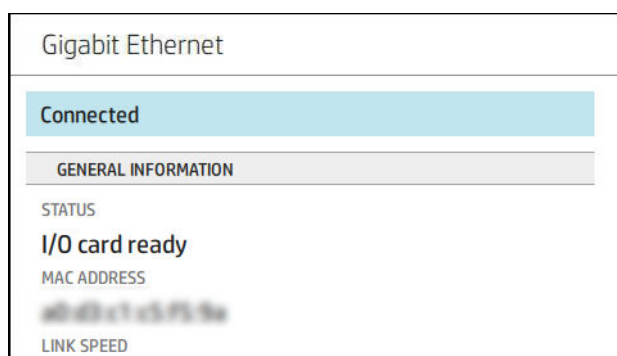 Gigabit Ethernet
Connected
GENERAL INFORMATION
STATUS
I/O card ready
MAC ADDRESS
LINK SPEED